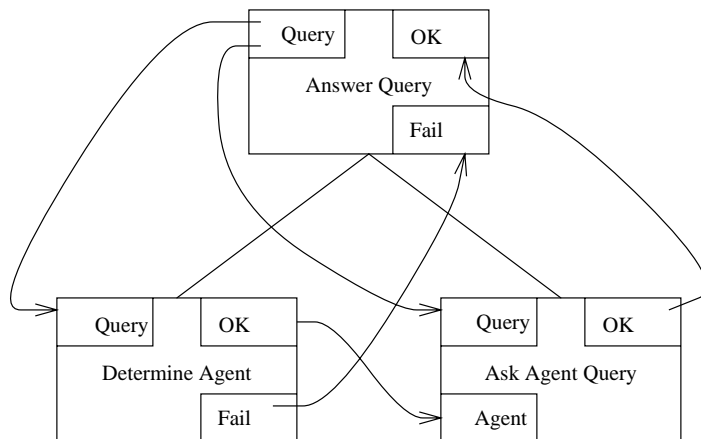 Query
OK
Answer Query
Fail
Query
OK
Query
OK
Determine Agent
Ask Agent Query
Fail
Agent